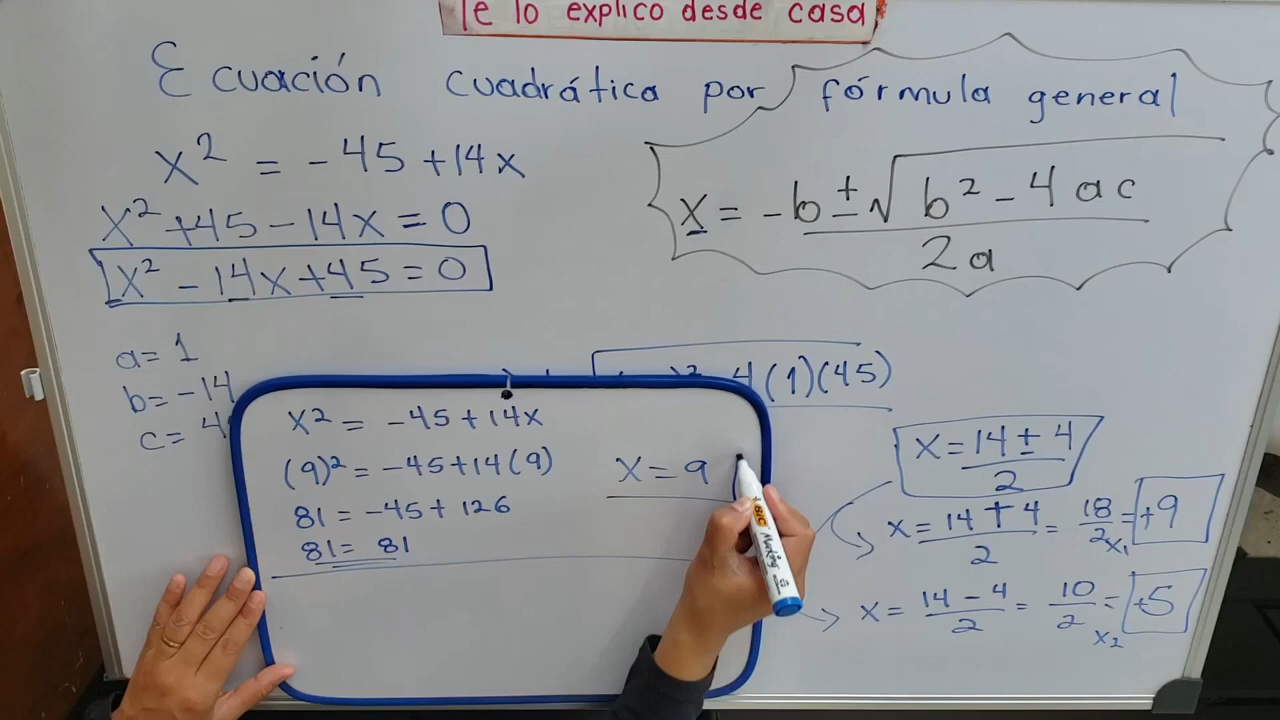 Te lo explico desde casa
Ecuación cuadrática por fórmula general
x² = -45 +14x
x² +45 - 14x = 0
x² - 14x + 45 = 0
x = -b ± √ b² - 4ac
2a
a= 1
b= -14
c= 4
4(1)(45)
x² = -45 + 14x
(9)² = -45+14(9)
81 = -45 + 126
81 = 81
x = 9
x = 14 ± 4
2
x = 14 + 4 = 18 = +9
2 2 x₁
x = 14 - 4 = 10 = +5
2 2 x₂
BIC Marking